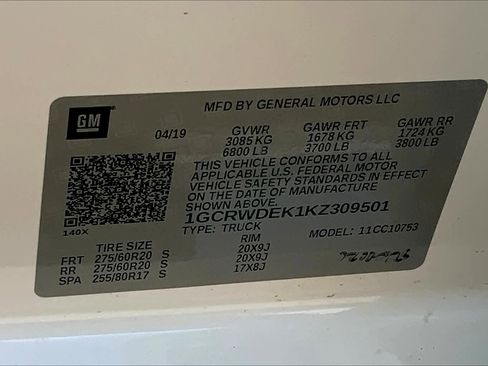 GM
MFD BY GENERAL MOTORS LLC
04/19 GVWR GAWR FRT GAWR RR
3085 KG 1678 KG 1724 KG
6800 LB 3700 LB 3800 LB
THIS VEHICLE CONFORMS TO ALL
APPLICABLE U.S. FEDERAL MOTOR
VEHICLE SAFETY STANDARDS IN EFFECT
ON THE DATE OF MANUFACTURE
SHOWN ABOVE.
1GCRWDEK1KZ309501
140X
TYPE: TRUCK MODEL: 11CC10753
TIRE SIZE RIM
FRT 275/60R20 S 20X9J
RR 275/60R20 S 20X9J
SPA 255/80R17 S 17X8J